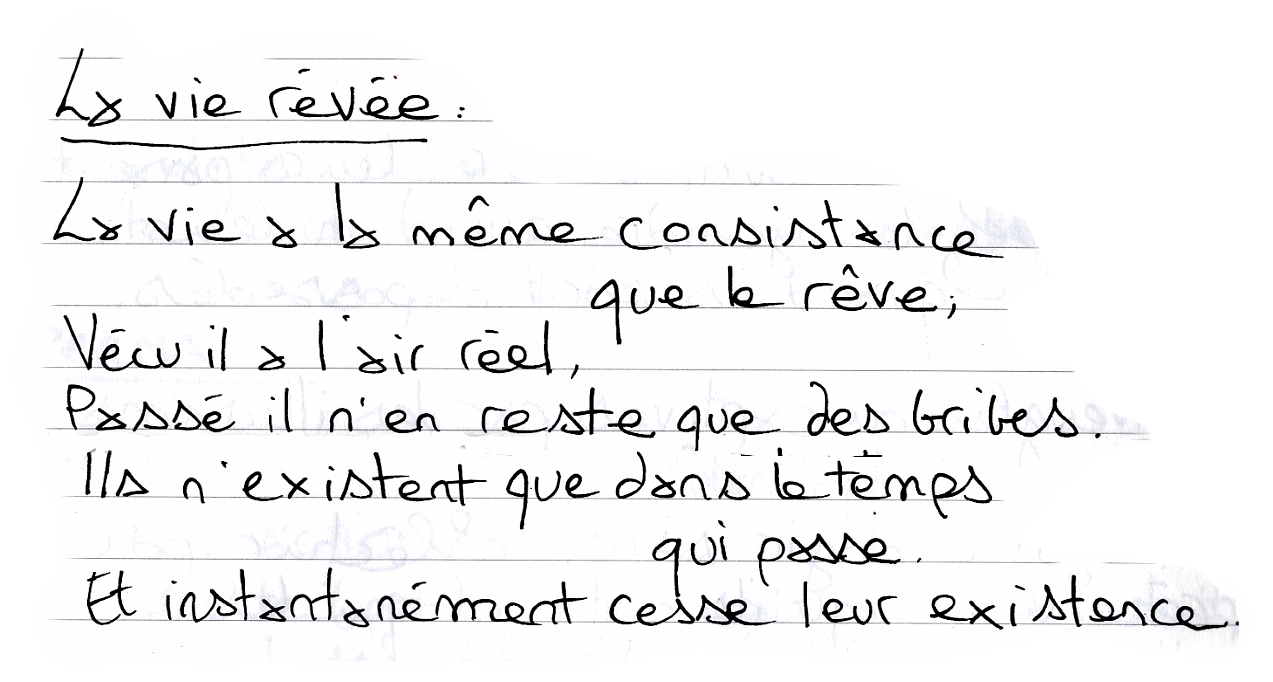 La vie rêvée :
La vie a la même consistance
que le rêve,
Vécu il a l'air réel,
Passé il n'en reste que des bribes.
Ils n'existent que dans le temps
qui passe.
Et instantanément cesse leur existence.